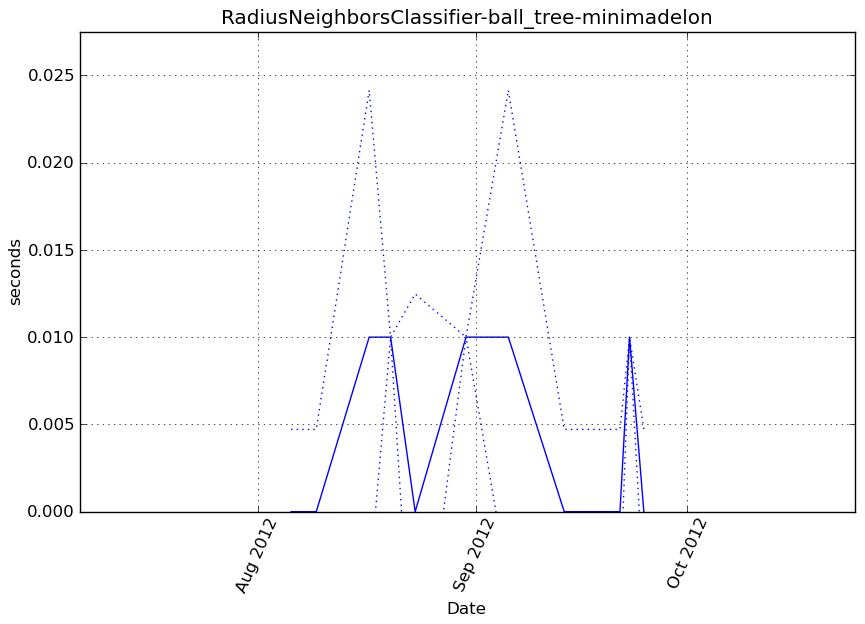 RadiusNeighborsClassifier-ball_tree-minimadelon
0.025
0.020
0.015
0.010
0.005
0.000
seconds
Aug 2012
Sep 2012
Oct 2012
Date